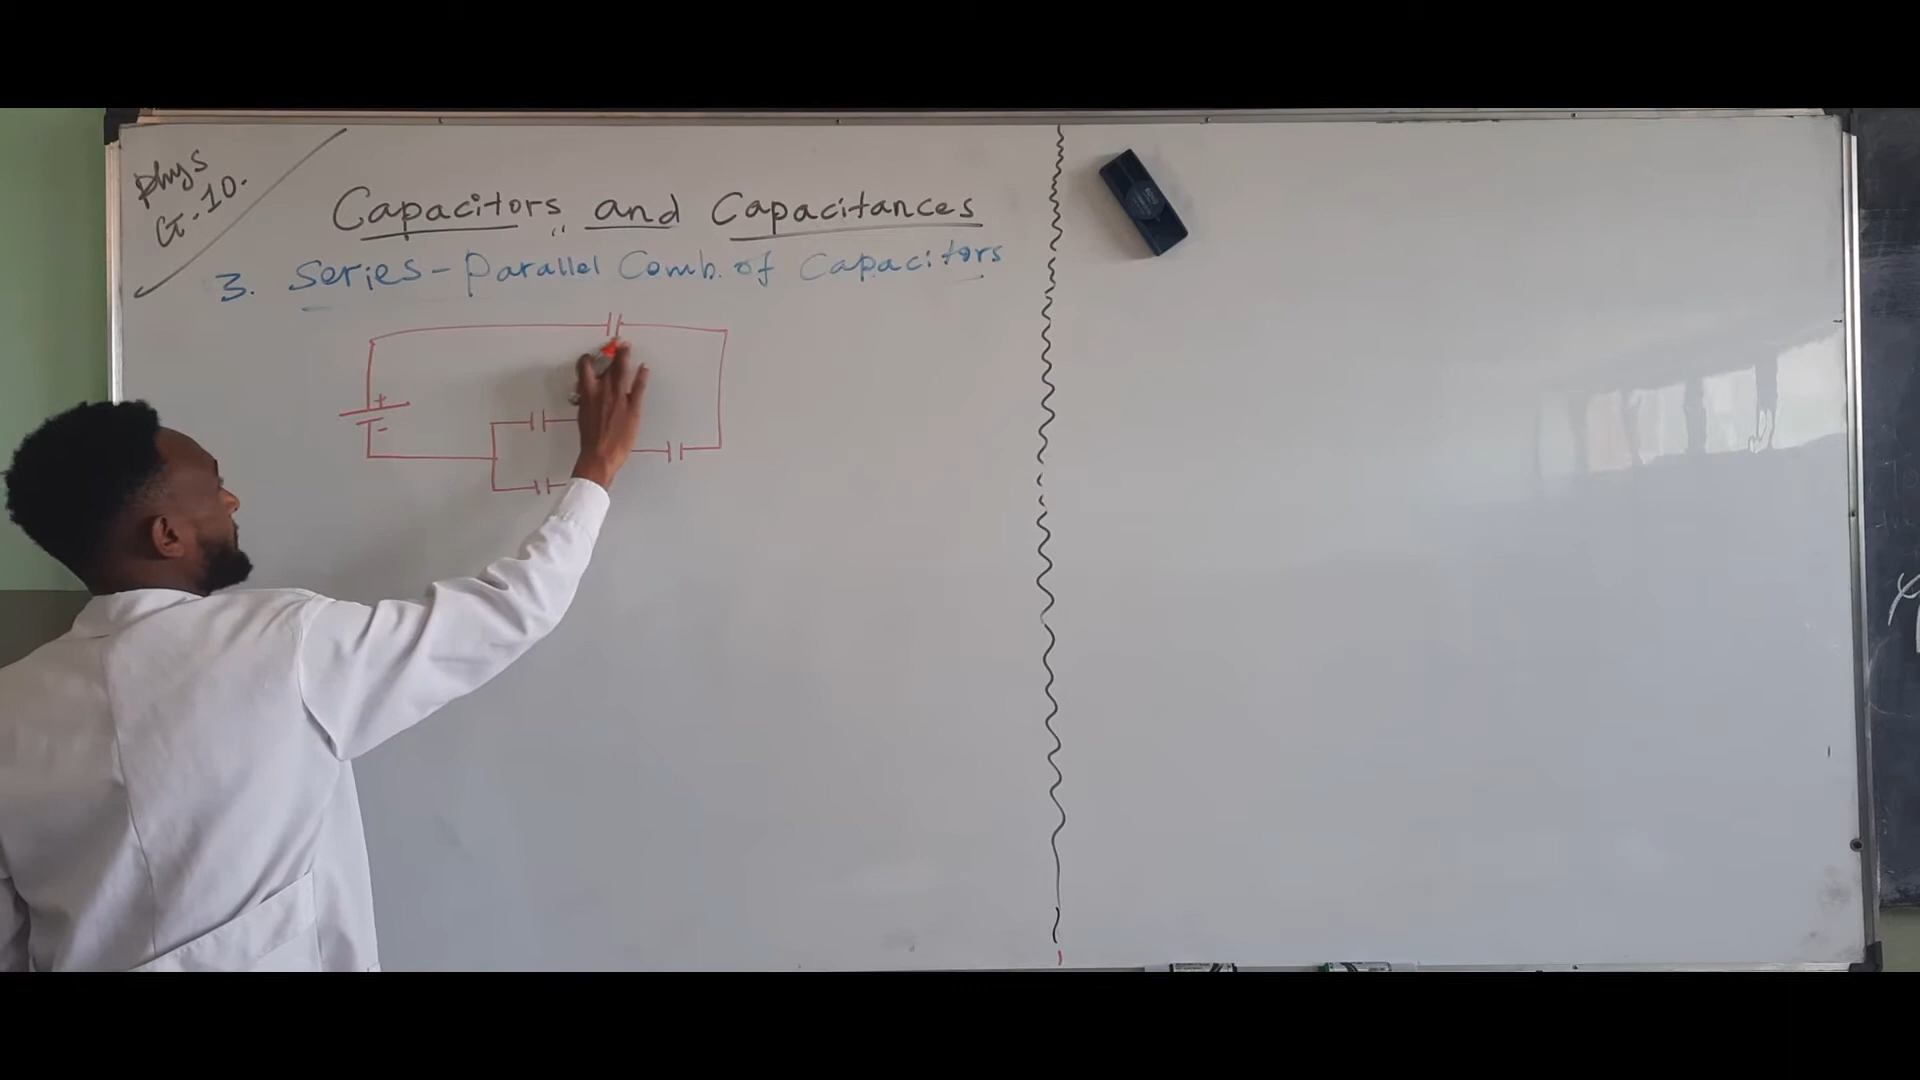 Phys
G-10.
Capacitors and Capacitances
3. Series-Parallel Comb. of Capacitors
+
-